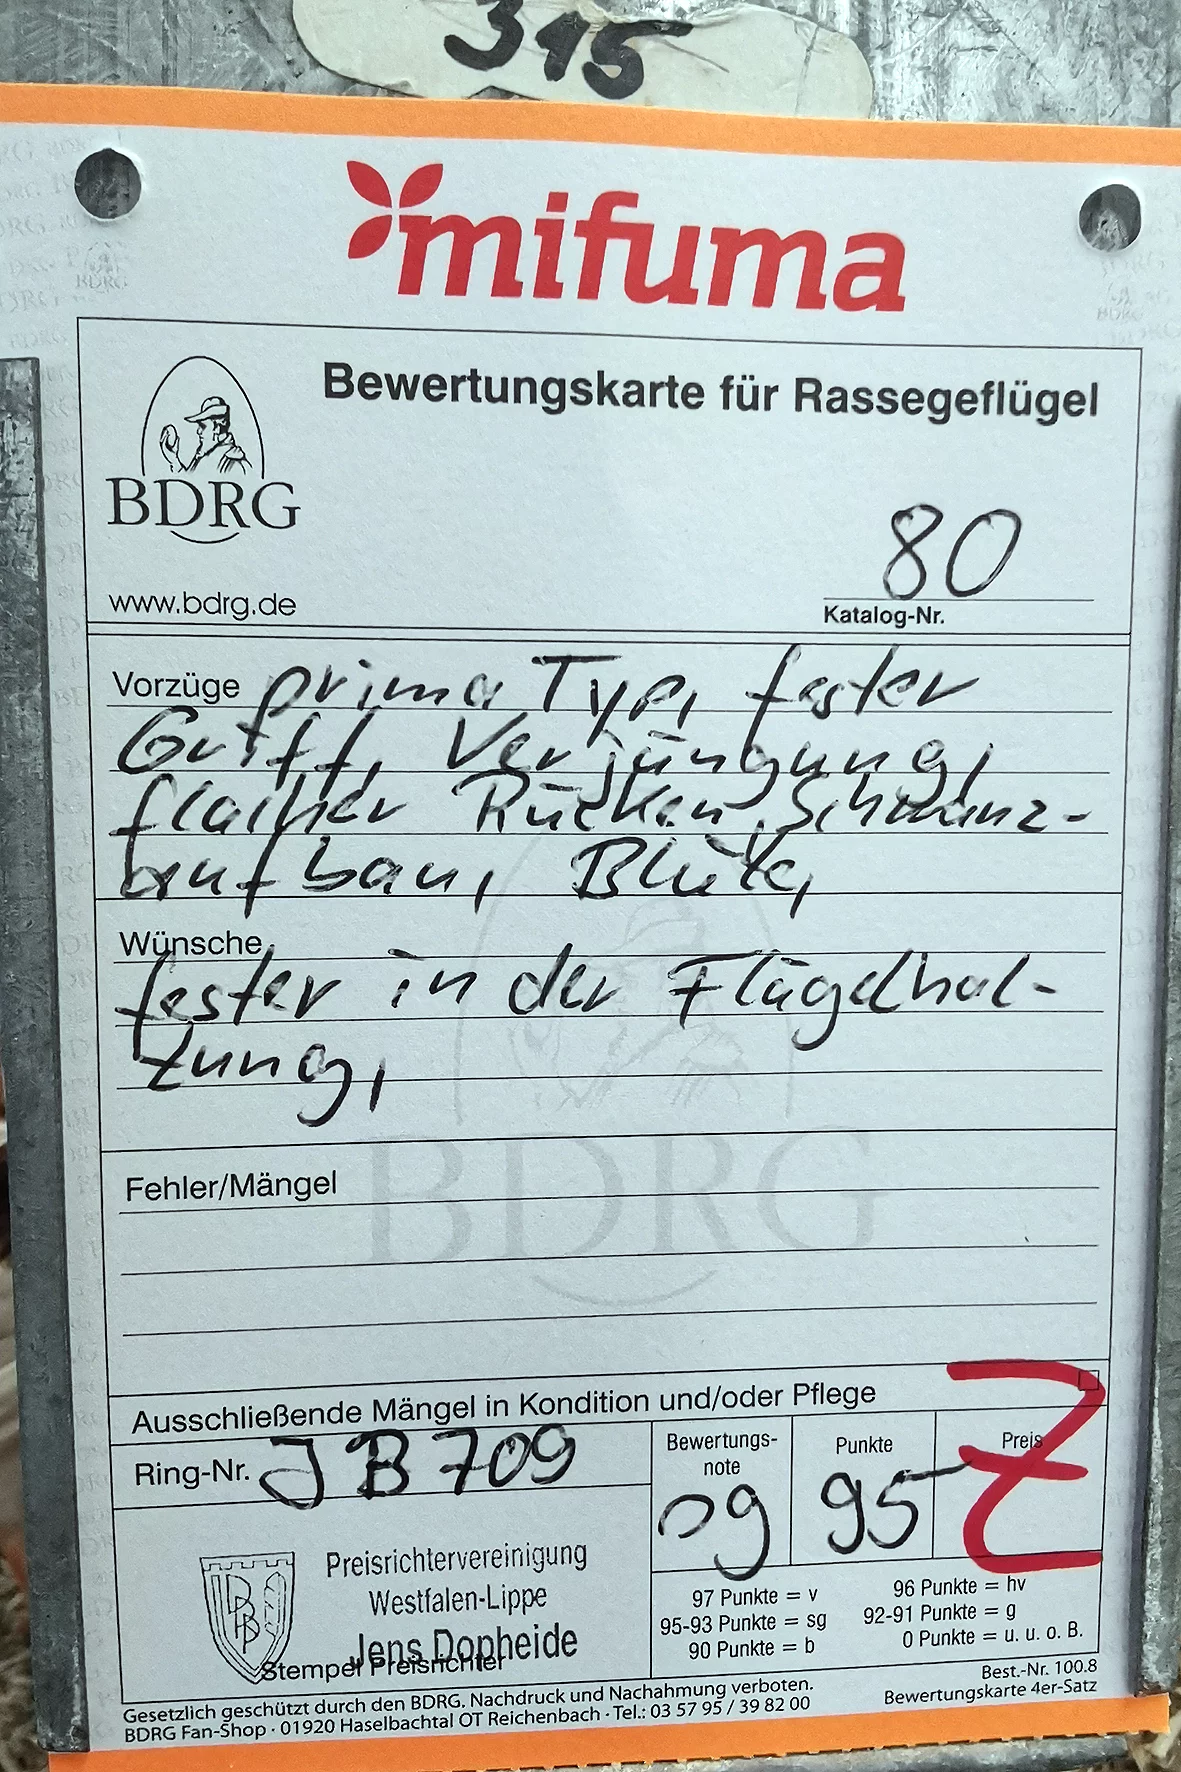 315
mifuma
Bewertungskarte für Rassegeflügel
BDRG
www.bdrg.de
80
Katalog-Nr.
Vorzüge prima Typ, fester
Griff, Verjüngung,
flacher Rücken, Schwanz-
aufbau, Blüte,
Wünsche
fester in der Flügelhal-
tung,
BDRG
Fehler/Mängel
Ausschließende Mängel in Kondition und/oder Pflege
Ring-Nr. JB 709
Bewertungs-
note
sg
Punkte
95
Preis
Z
Preisrichtervereinigung
Westfalen-Lippe
Jens Dopheide
Stempel Preisrichter
97 Punkte = v
96 Punkte = hv
95-93 Punkte = sg
92-91 Punkte = g
90 Punkte = b
0 Punkte = u. u. o. B.
Gesetzlich geschützt durch den BDRG. Nachdruck und Nachahmung verboten.
BDRG Fan-Shop · 01920 Haselbachtal OT Reichenbach · Tel.: 03 57 95 / 39 82 00
Best.-Nr. 100.8
Bewertungskarte 4er-Satz